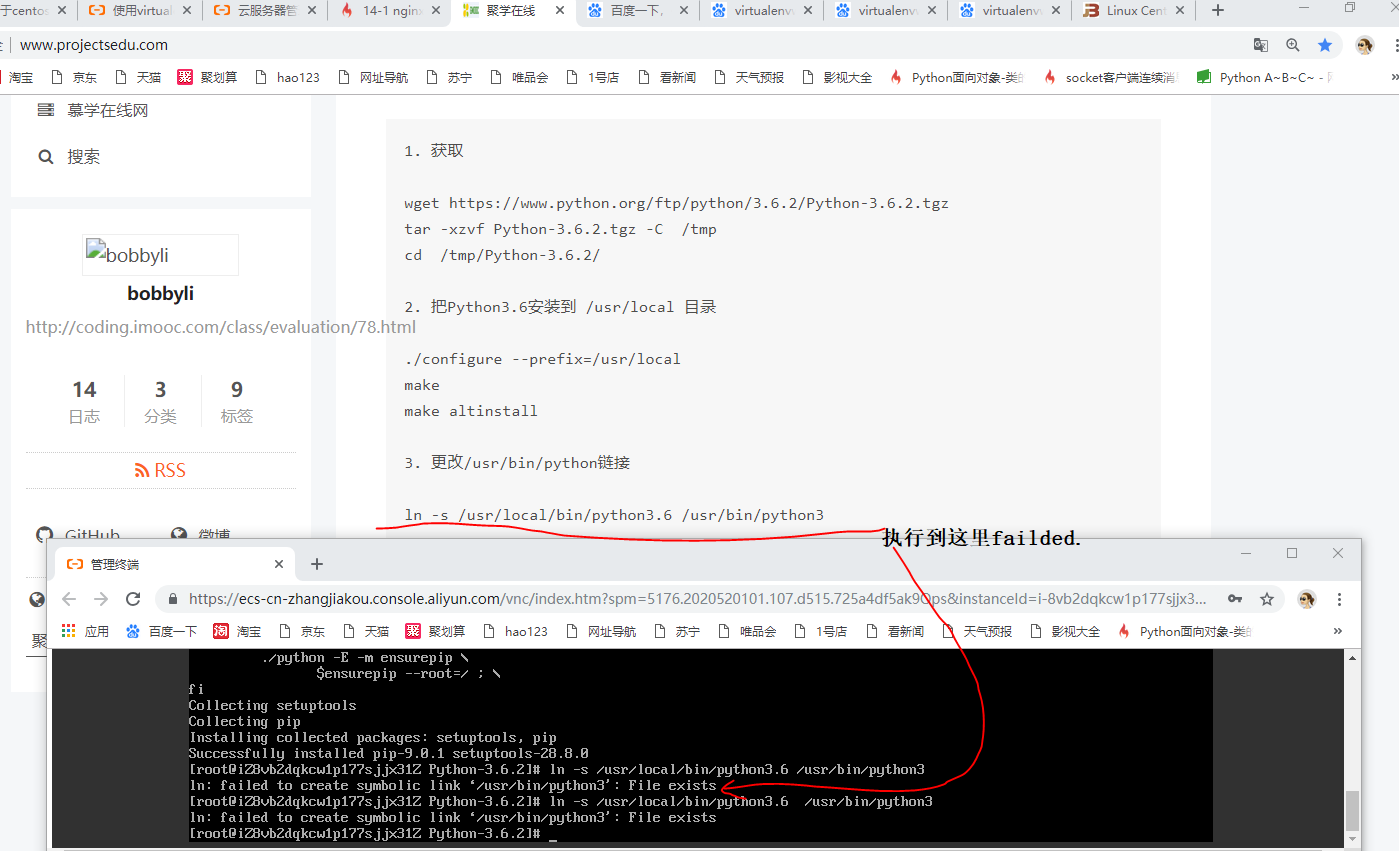 于centos
使用virtual
云服务器管
14-1 nginx
聚学在线
百度一下，
virtualenvv
virtualenvv
virtualenvv
Linux Cent
www.projectsedu.com
淘宝 京东 天猫 聚划算 hao123 网址导航 苏宁 唯品会 1号店 看新闻 天气预报 影视大全 Python面向对象-类的 socket客户端连续消 Python A~B~C~ -
慕学在线网
搜索
bobbyli
bobbyli
http://coding.imooc.com/class/evaluation/78.html
14 3 9
日志 分类 标签
RSS
GitHub 微博
聚
1. 获取
wget https://www.python.org/ftp/python/3.6.2/Python-3.6.2.tgz
tar -xzvf Python-3.6.2.tgz -C  /tmp
cd  /tmp/Python-3.6.2/
2. 把Python3.6安装到 /usr/local 目录
./configure --prefix=/usr/local
make
make altinstall
3. 更改/usr/bin/python链接
ln -s /usr/local/bin/python3.6 /usr/bin/python3
执行到这里failded.
管理终端
https://ecs-cn-zhangjiakou.console.aliyun.com/vnc/index.htm?spm=5176.2020520101.107.d515.725a4df5ak9Qps&instanceId=i-8vb2dqkcw1p177sjjx3...
应用 百度一下 淘宝 京东 天猫 聚划算 hao123 网址导航 苏宁 唯品会 1号店 看新闻 天气预报 影视大全 Python面向对象-类的
./python -E -m ensurepip \
$ensurepip --root=/ ; \
fi
Collecting setuptools
Collecting pip
Installing collected packages: setuptools, pip
Successfully installed pip-9.0.1 setuptools-28.8.0
[root@iZ8vb2dqkcw1p177sjjx31Z Python-3.6.2]# ln -s /usr/local/bin/python3.6 /usr/bin/python3
ln: failed to create symbolic link ‘/usr/bin/python3’: File exists
[root@iZ8vb2dqkcw1p177sjjx31Z Python-3.6.2]# ln -s /usr/local/bin/python3.6  /usr/bin/python3
ln: failed to create symbolic link ‘/usr/bin/python3’: File exists
[root@iZ8vb2dqkcw1p177sjjx31Z Python-3.6.2]# _